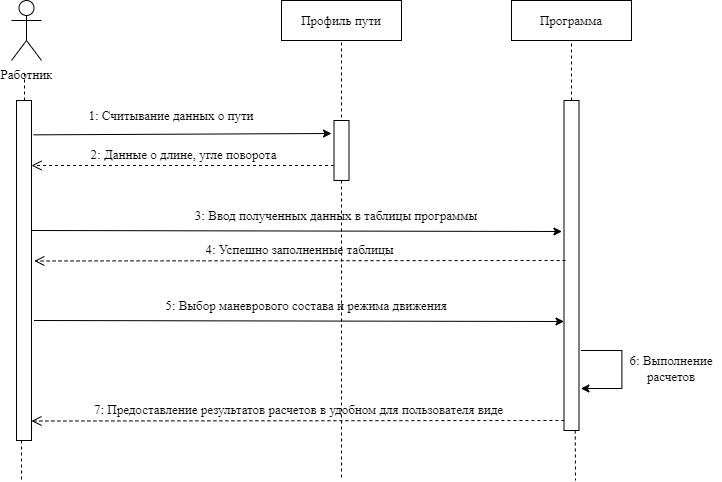 Работник
Профиль пути
Программа
1: Считывание данных о пути
2: Данные о длине, угле поворота
3: Ввод полученных данных в таблицы программы
4: Успешно заполненные таблицы
5: Выбор маневрового состава и режима движения
6: Выполнение
расчетов
7: Предоставление результатов расчетов в удобном для пользователя виде